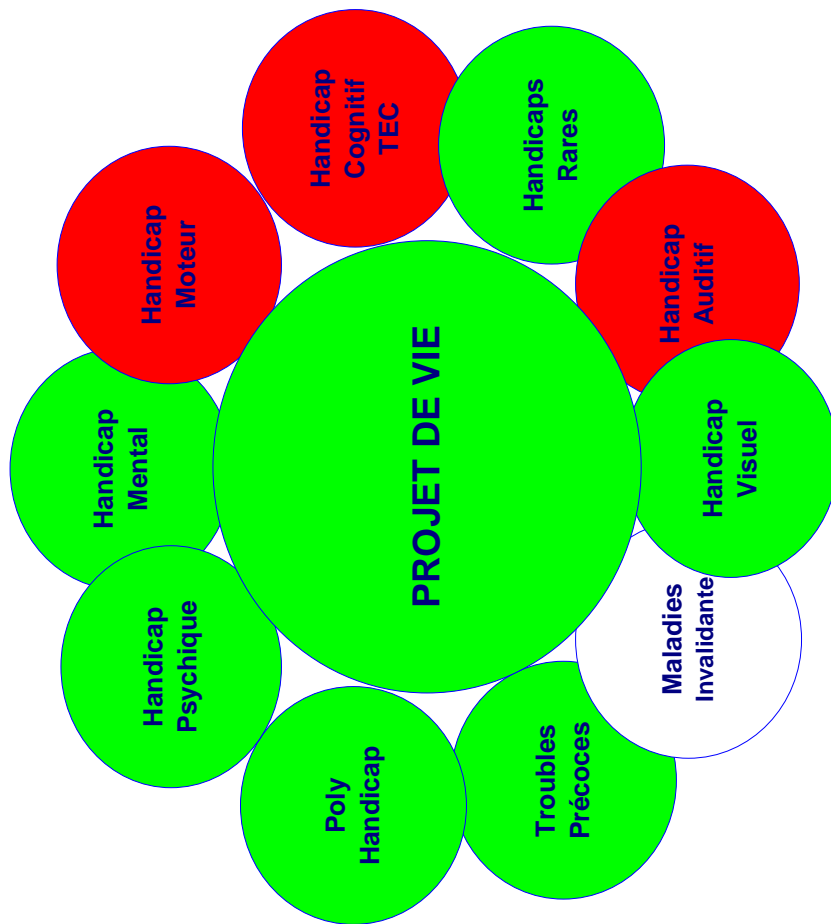 Handicap
Mental
Handicap
Moteur
Handicap
Cognitif
TEC
Handicaps
Rares
Handicap
Auditif
Handicap
Visuel
Maladies
Invalidante
Troubles
Précoces
Poly
Handicap
Handicap
Psychique
PROJET DE VIE